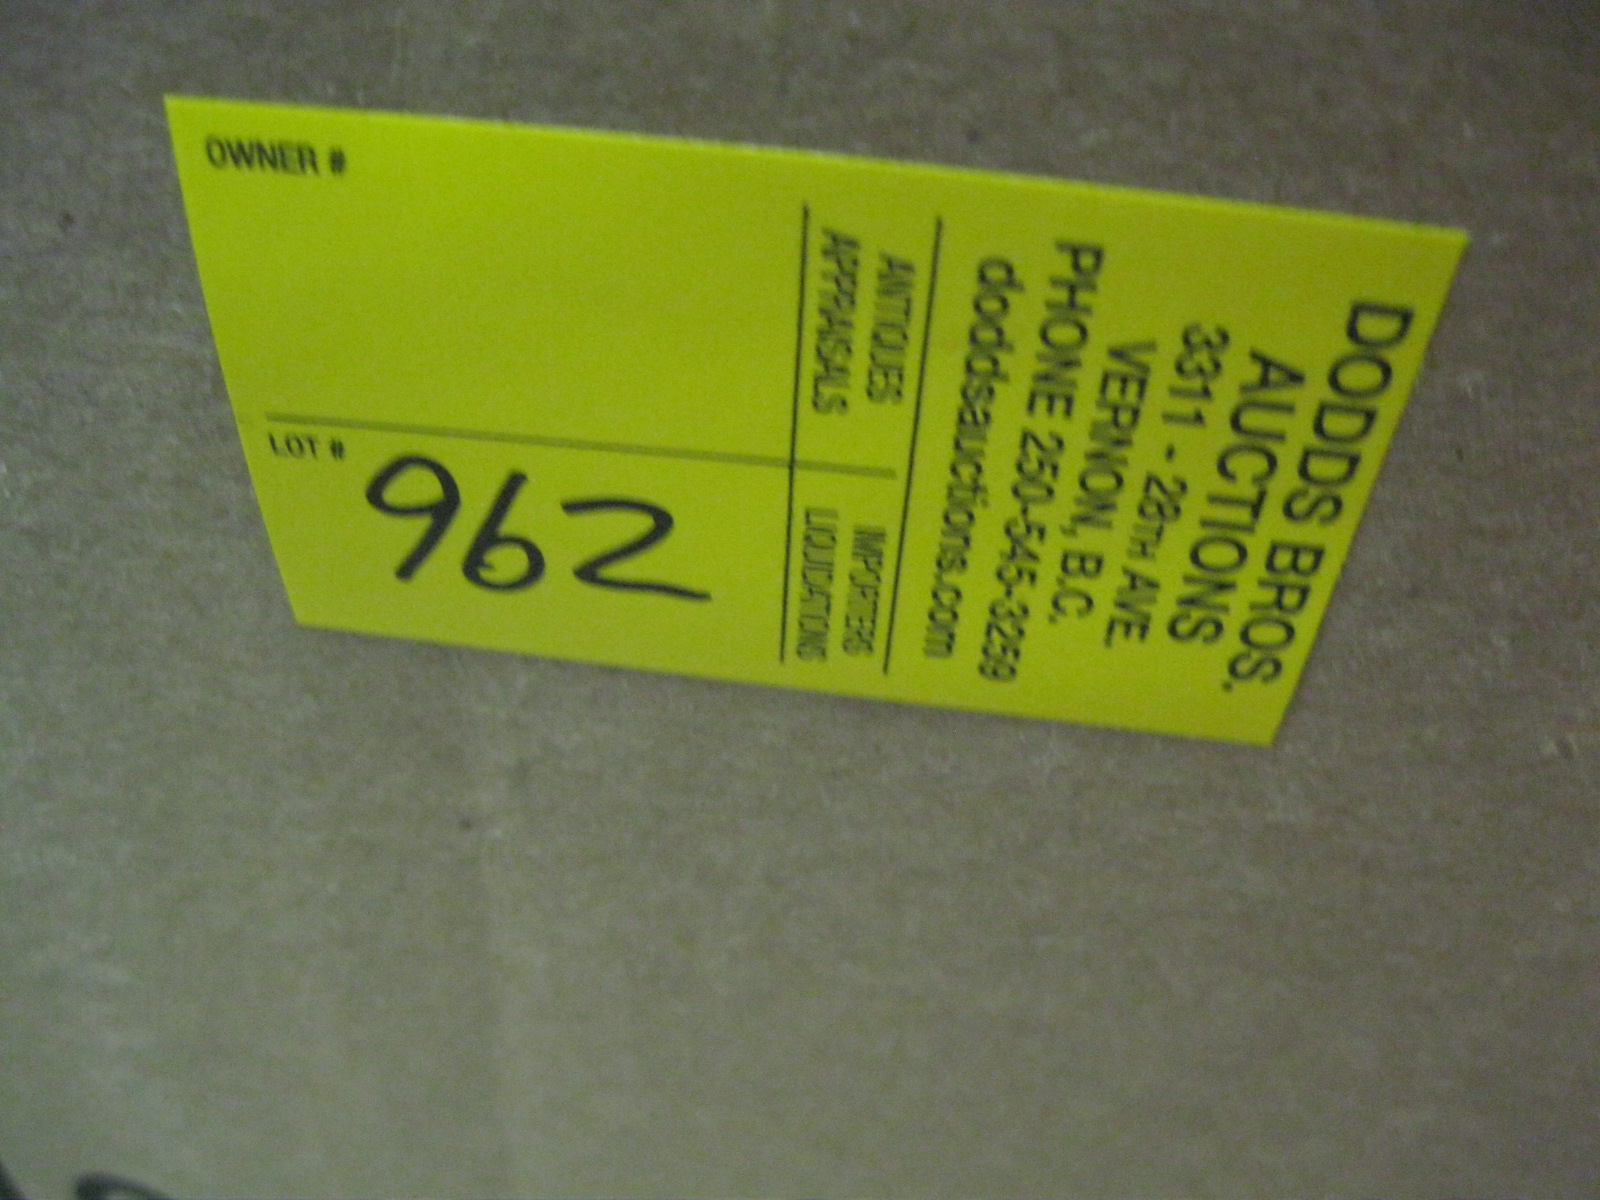 DODDS BROS.
AUCTIONS
3311 - 28TH AVE.
VERNON, B.C.
PHONE 250-545-3259
doddsauctions.com
ANTIQUES IMPORTERS
APPRAISALS LIQUIDATIONS
OWNER #
LOT # 962